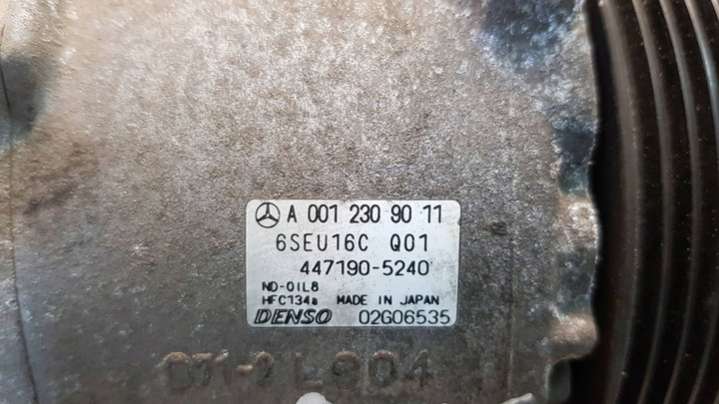 A 001 230 90 11
6SEU16C Q01
447190-5240
ND-OIL8
HFC134a MADE IN JAPAN
DENSO 02G06535